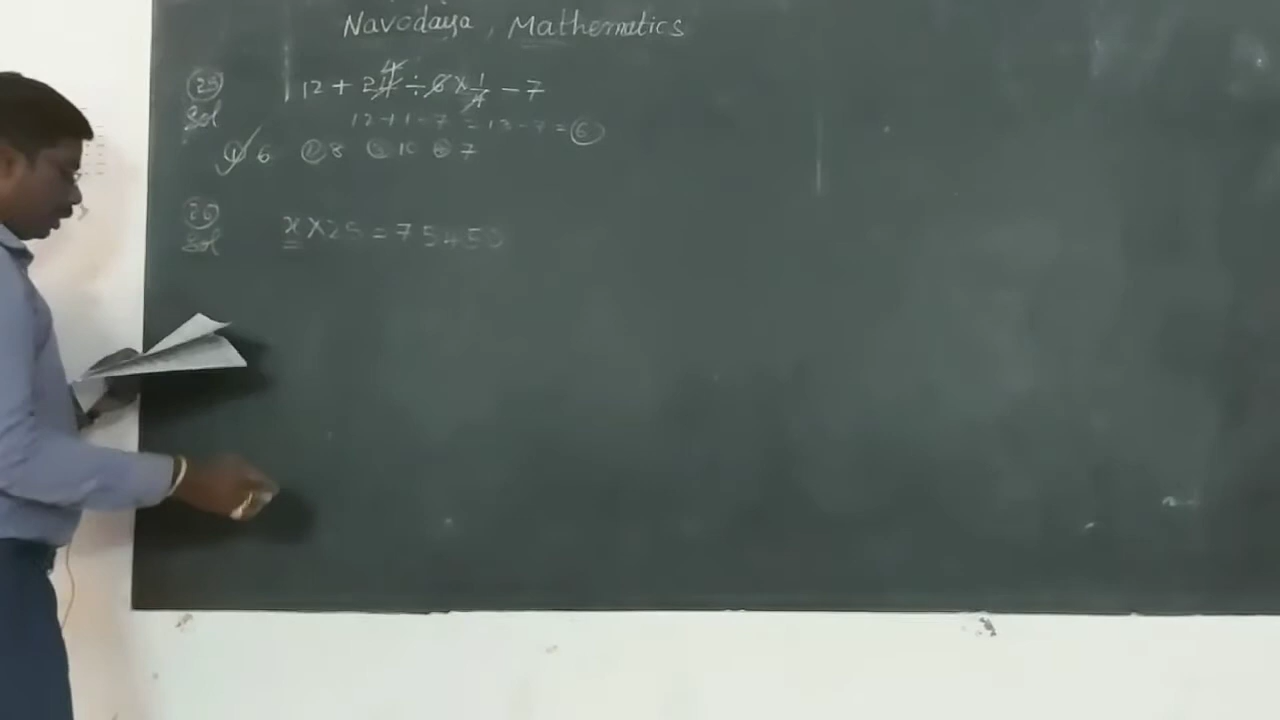 Navodaya, Mathematics
(25) 12 + 24 ÷ 6 × 1/4 - 7
Sol 12 + 1 - 7 = 13 - 7 = (6)
(1) 6 (2) 8 (3) 10 (4) 7
(26)
Sol x × 25 = 75450